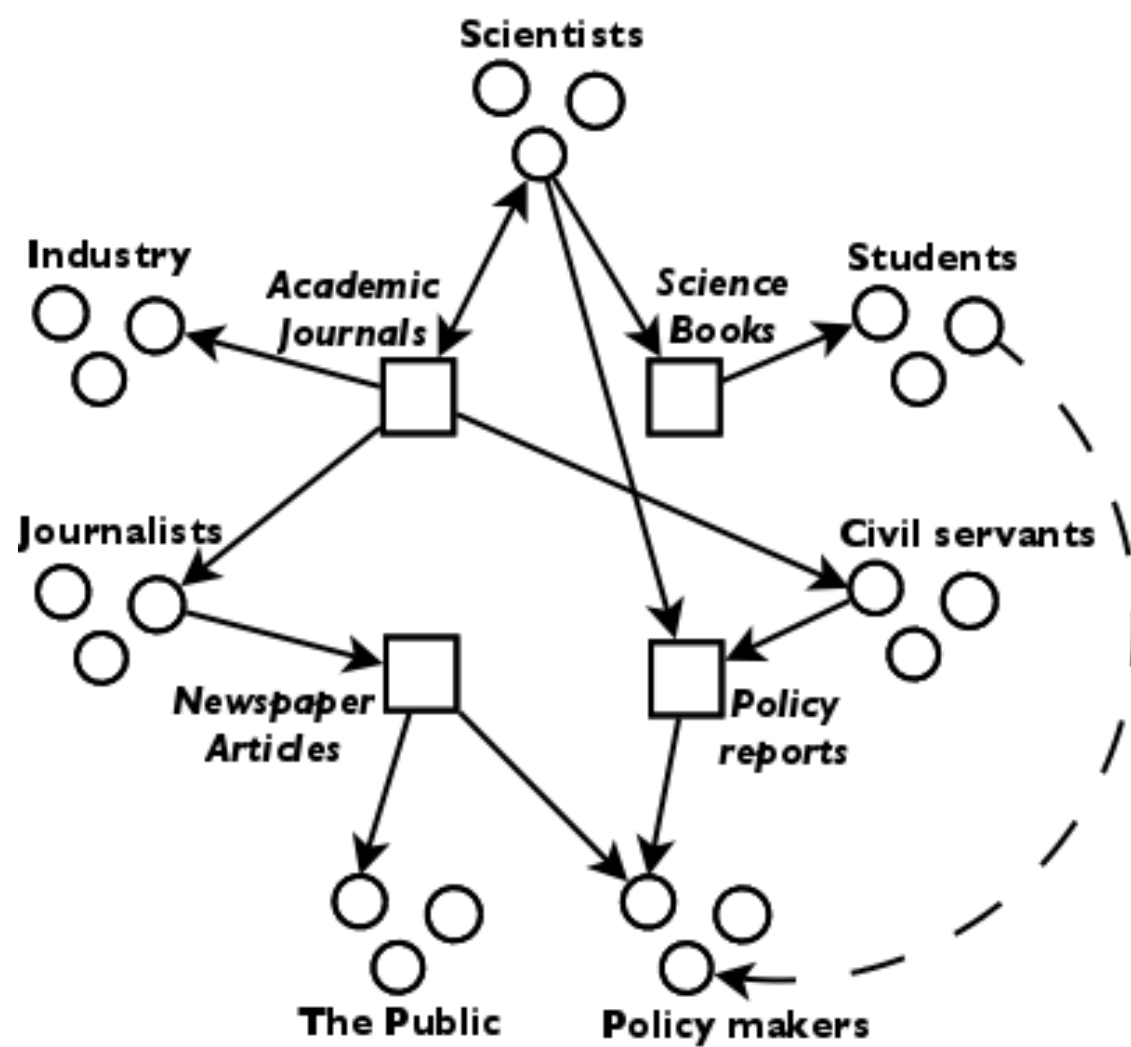 Scientists
Industry
Academic
Journals
Science
Books
Students
Journalists
Civil servants
Newspaper
Articles
Policy
reports
The Public
Policy makers